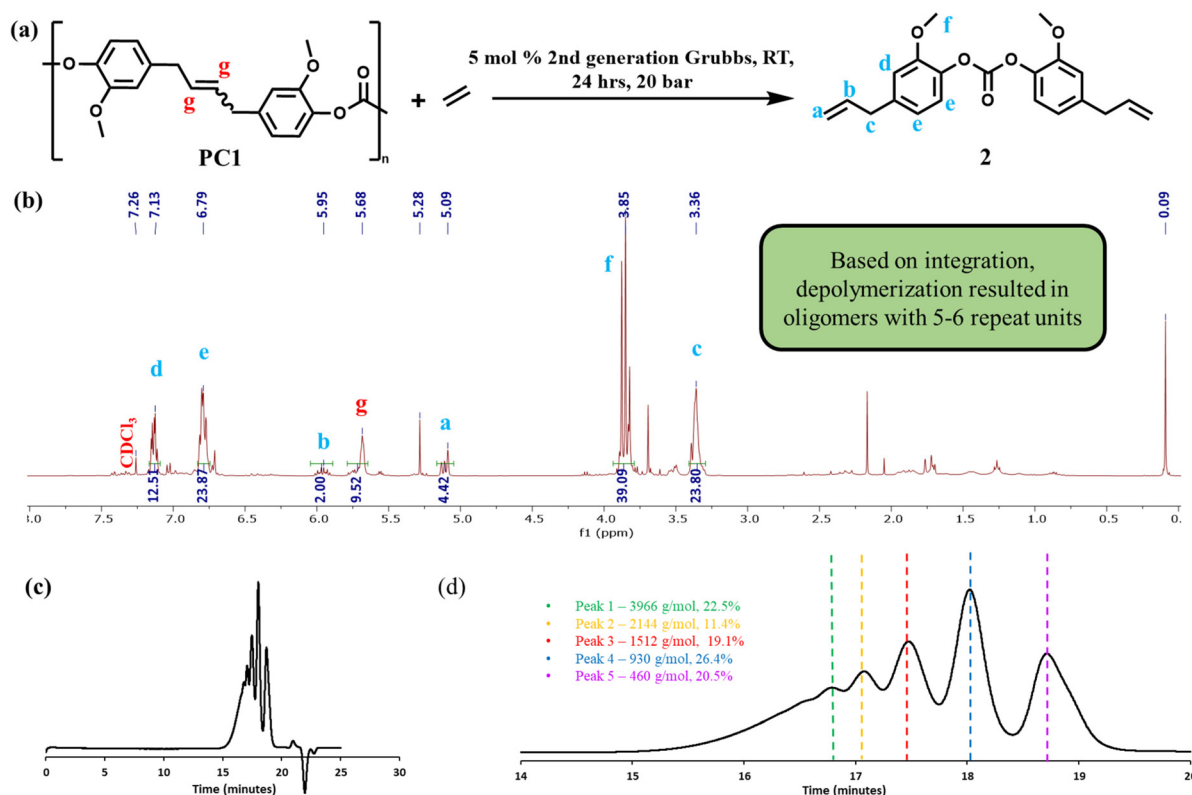 (a)
O
O
g
g
O
O
O
n
PC1
+
5 mol % 2nd generation Grubbs, RT,
24 hrs, 20 bar
f
O
O
O
O
O
d
b
a
c
e
e
2
(b)
7.26
7.13
6.79
5.95
5.68
5.28
5.09
3.85
3.36
0.09
Based on integration,
depolymerization resulted in
oligomers with 5-6 repeat units
CDCl3
d
e
b
g
a
f
c
12.51
23.87
2.00
9.52
4.42
39.09
23.80
8.0 7.5 7.0 6.5 6.0 5.5 5.0 4.5 4.0 3.5 3.0 2.5 2.0 1.5 1.0 0.5 0.0
f1 (ppm)
(c)
0 10 20 30
Time (minutes)
(d)
• Peak 1 – 3966 g/mol, 22.5%
• Peak 2 – 2144 g/mol, 11.4%
• Peak 3 – 1512 g/mol, 19.1%
• Peak 4 – 930 g/mol, 26.4%
• Peak 5 – 460 g/mol, 20.5%
14 15 16 17 18 19 20
Time (minutes)